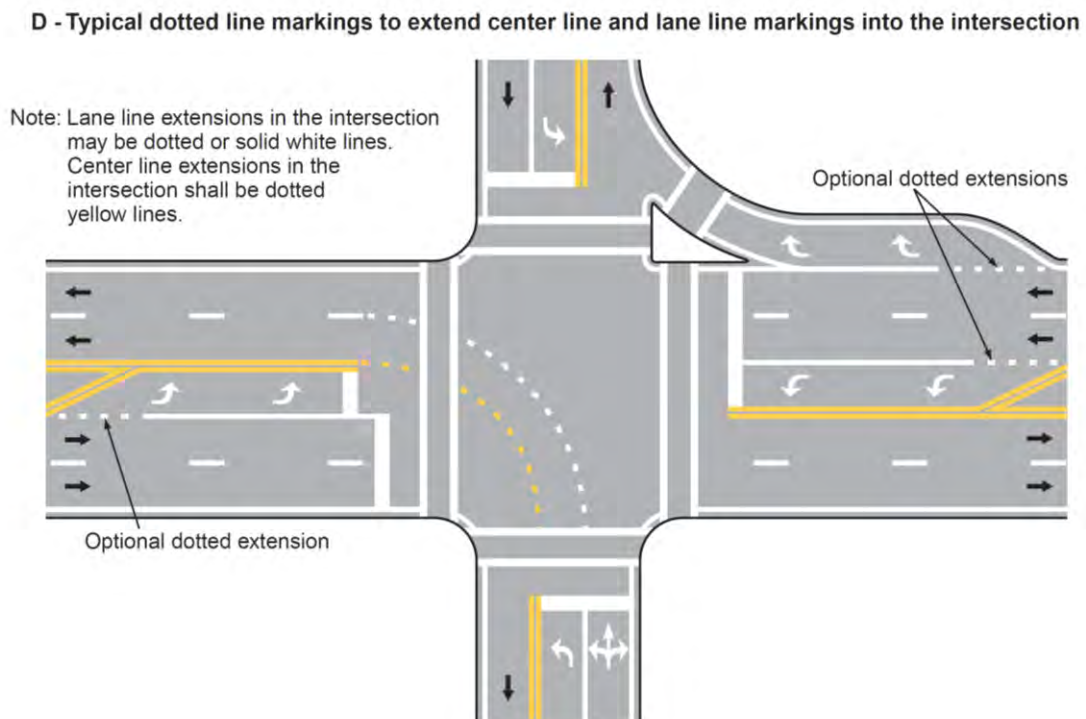 D - Typical dotted line markings to extend center line and lane line markings into the intersection
Note: Lane line extensions in the intersection
may be dotted or solid white lines.
Center line extensions in the
intersection shall be dotted
yellow lines.
Optional dotted extensions
Optional dotted extension